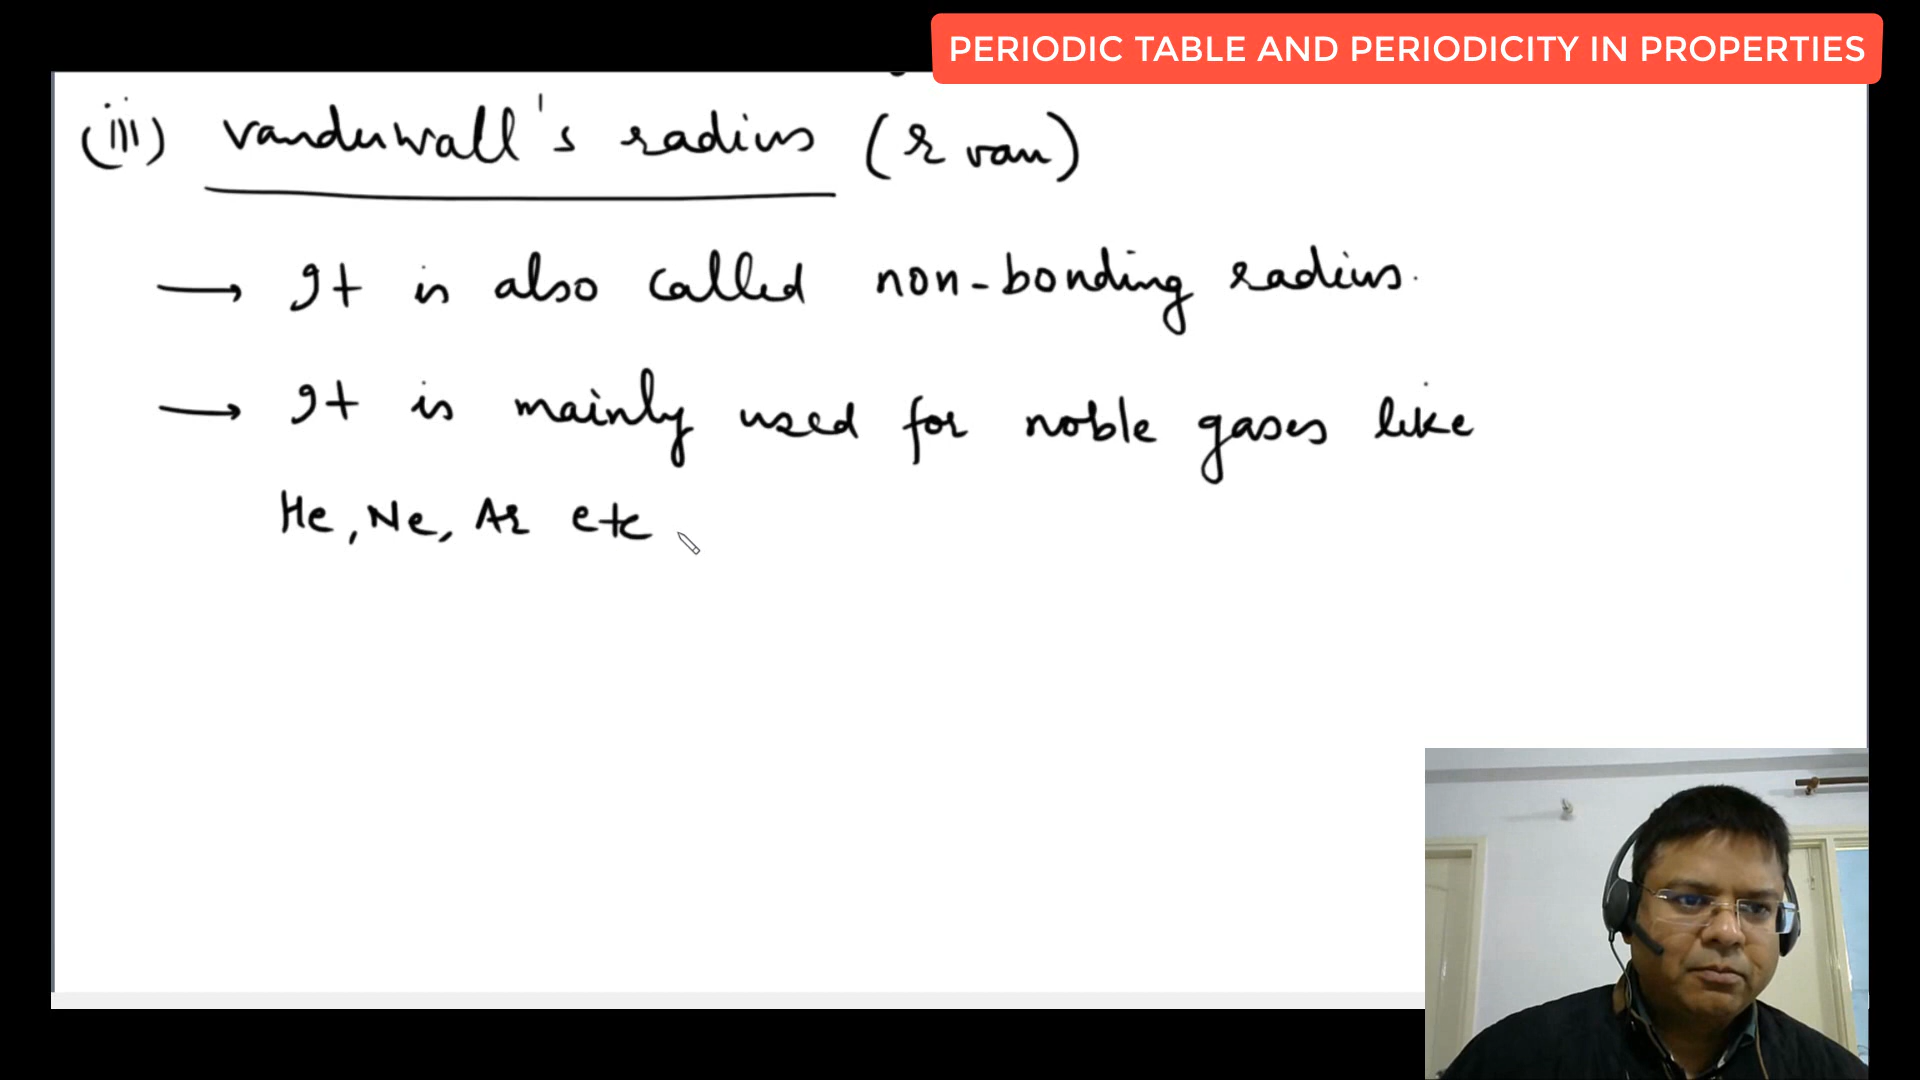 PERIODIC TABLE AND PERIODICITY IN PROPERTIES
(iii) vanderwall's radius (r van)
→ It is also called non-bonding radius.
→ It is mainly used for noble gases like
He, Ne, Ar etc